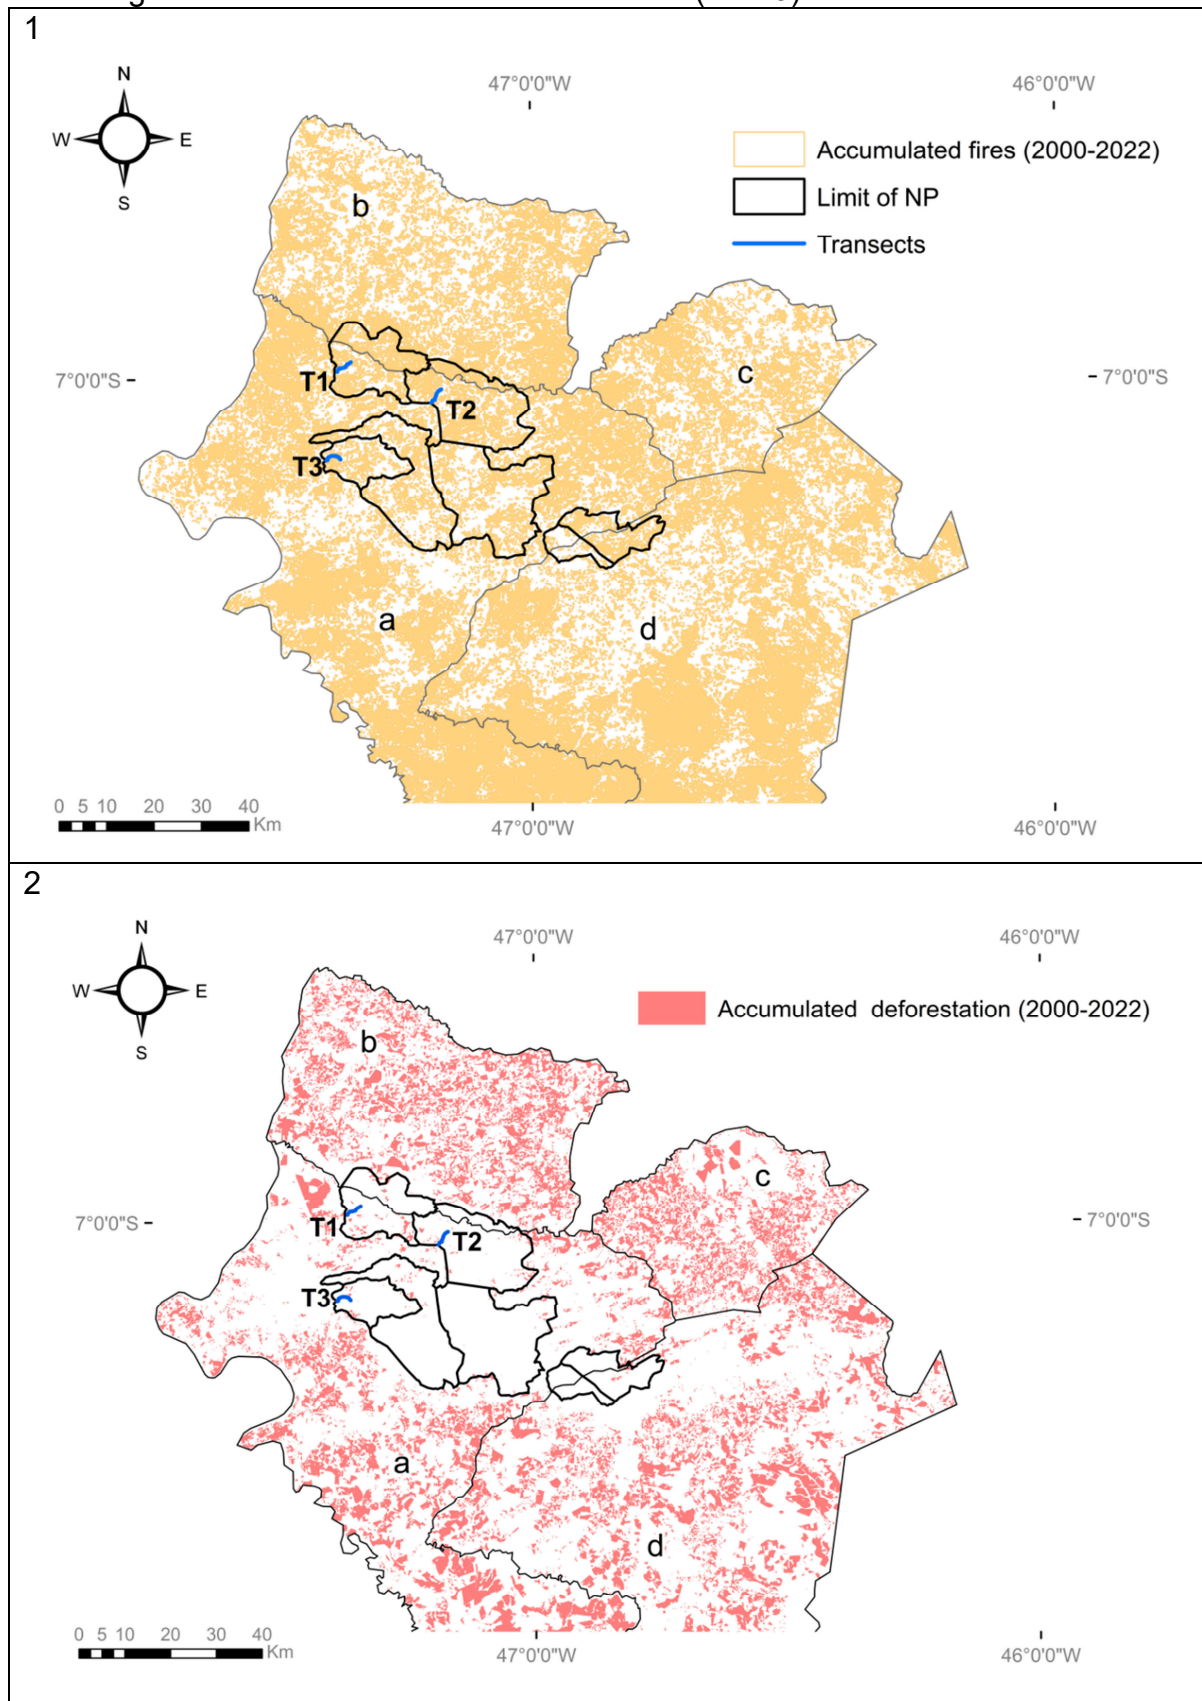 1
N
W E
S
47°0'0"W 46°0'0"W
Accumulated fires (2000-2022)
Limit of NP
Transects
b
c
7°0'0"S
7°0'0"S
T1
T2
T3
a
d
0 5 10 20 30 40
Km
47°0'0"W 46°0'0"W
2
N
W E
S
47°0'0"W 46°0'0"W
Accumulated deforestation (2000-2022)
b
c
7°0'0"S
7°0'0"S
T1
T2
T3
a
d
0 5 10 20 30 40
Km
47°0'0"W 46°0'0"W